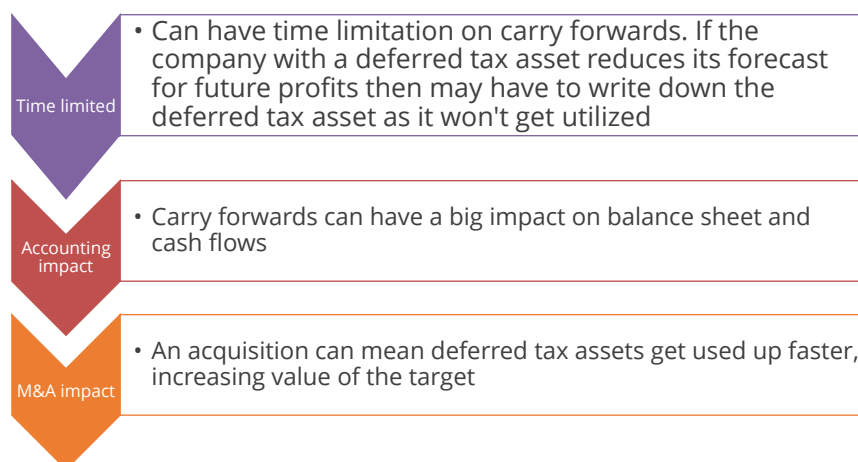 Time limited
• Can have time limitation on carry forwards. If the
company with a deferred tax asset reduces its forecast
for future profits then may have to write down the
deferred tax asset as it won't get utilized
Accounting
impact
• Carry forwards can have a big impact on balance sheet and
cash flows
M&A impact
• An acquisition can mean deferred tax assets get used up faster,
increasing value of the target